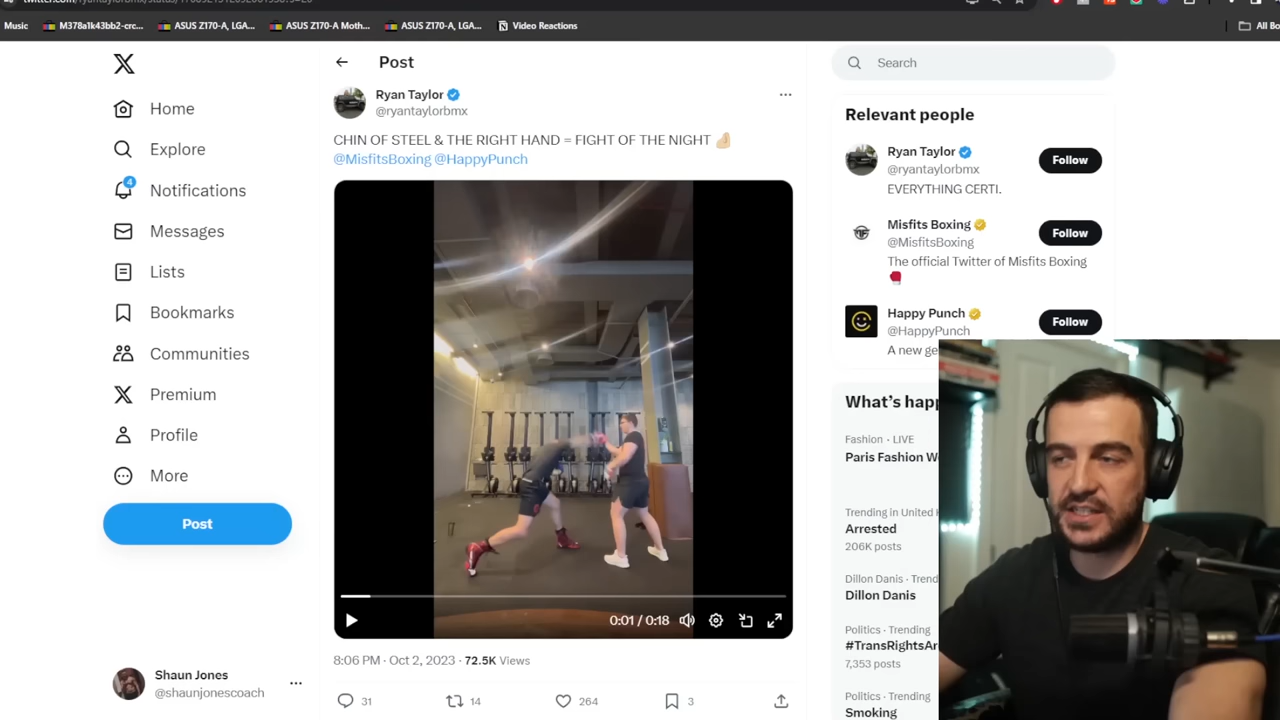 Music
M378a1k43bb2-crc...
ASUS Z170-A, LGA...
ASUS Z170-A Moth...
ASUS Z170-A, LGA...
Video Reactions
All Bo
Home
Explore
4
Notifications
Messages
Lists
Bookmarks
Communities
Premium
Profile
More
Post
Shaun Jones
@shaunjonescoach
Post
Ryan Taylor
@ryantaylorbmx
CHIN OF STEEL & THE RIGHT HAND = FIGHT OF THE NIGHT 🤌🏼
@MisfitsBoxing @HappyPunch
0:01 / 0:18
8:06 PM · Oct 2, 2023 · 72.5K Views
31
14
264
3
Search
Relevant people
Ryan Taylor
@ryantaylorbmx
Follow
EVERYTHING CERTI.
Misfits Boxing
@MisfitsBoxing
Follow
The official Twitter of Misfits Boxing
🥊
Happy Punch
@HappyPunch
Follow
A new ge
What's hap
Fashion · LIVE
Paris Fashion W
Trending in United
Arrested
206K posts
Dillon Danis · Trend
Dillon Danis
Politics · Trending
#TransRightsAr
7,353 posts
Politics · Trending
Smoking